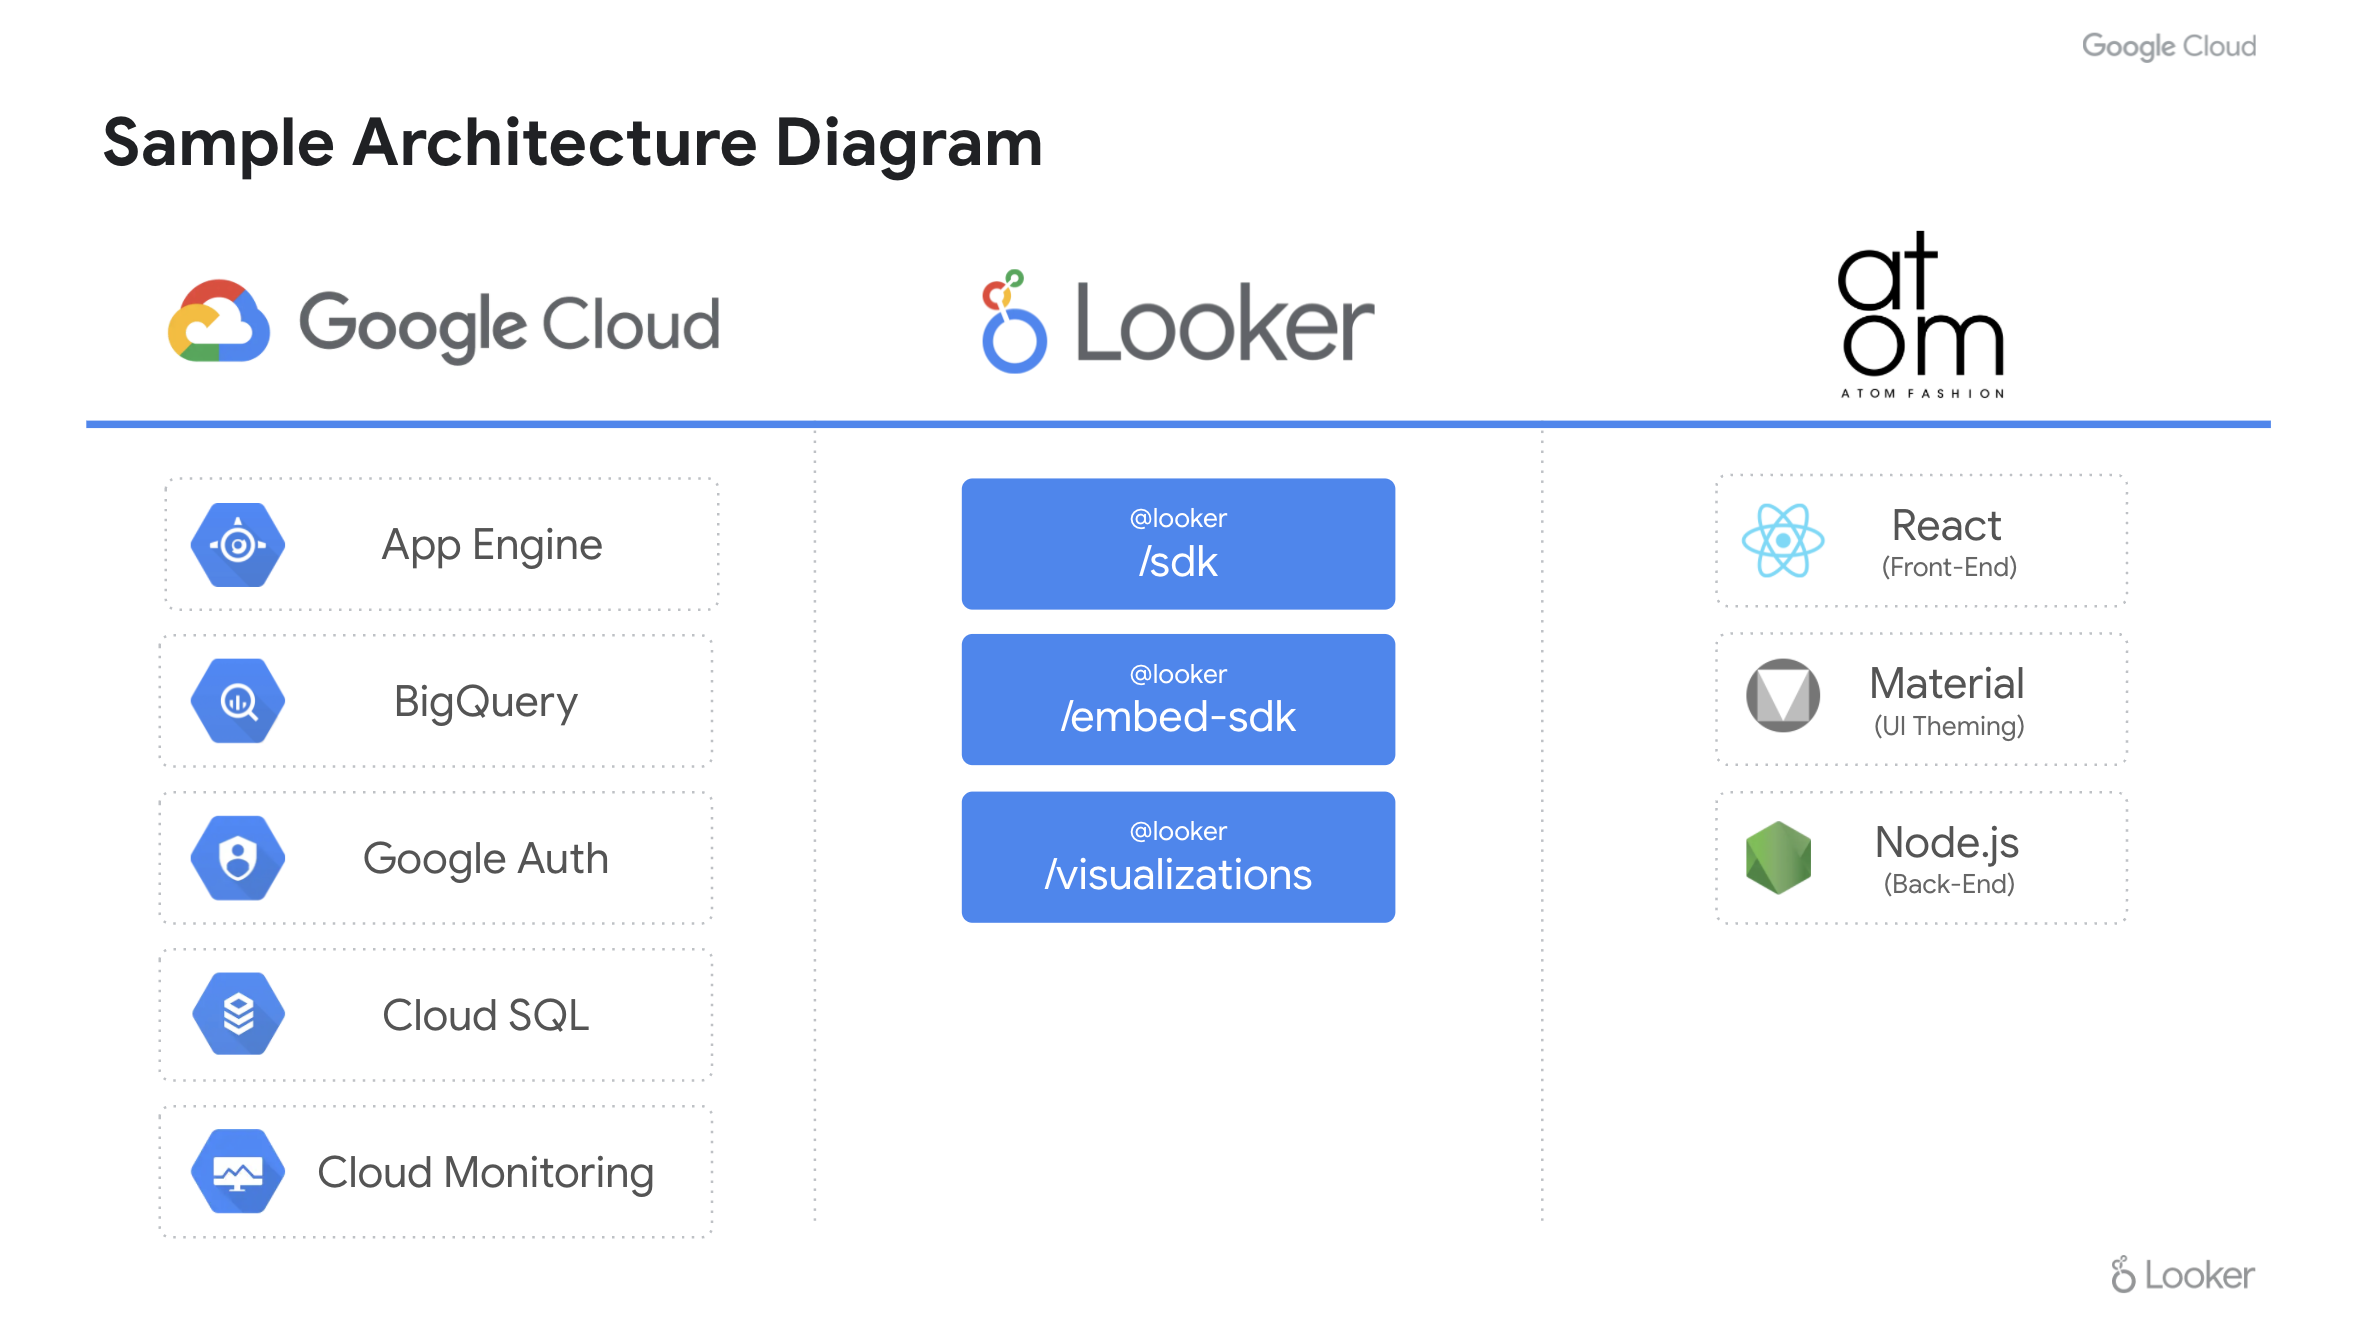 Google Cloud
Sample Architecture Diagram
Google Cloud
Looker
at
om
ATOM FASHION
App Engine
BigQuery
Google Auth
Cloud SQL
Cloud Monitoring
@looker
/sdk
@looker
/embed-sdk
@looker
/visualizations
React
(Front-End)
Material
(UI Theming)
Node.js
(Back-End)
Looker